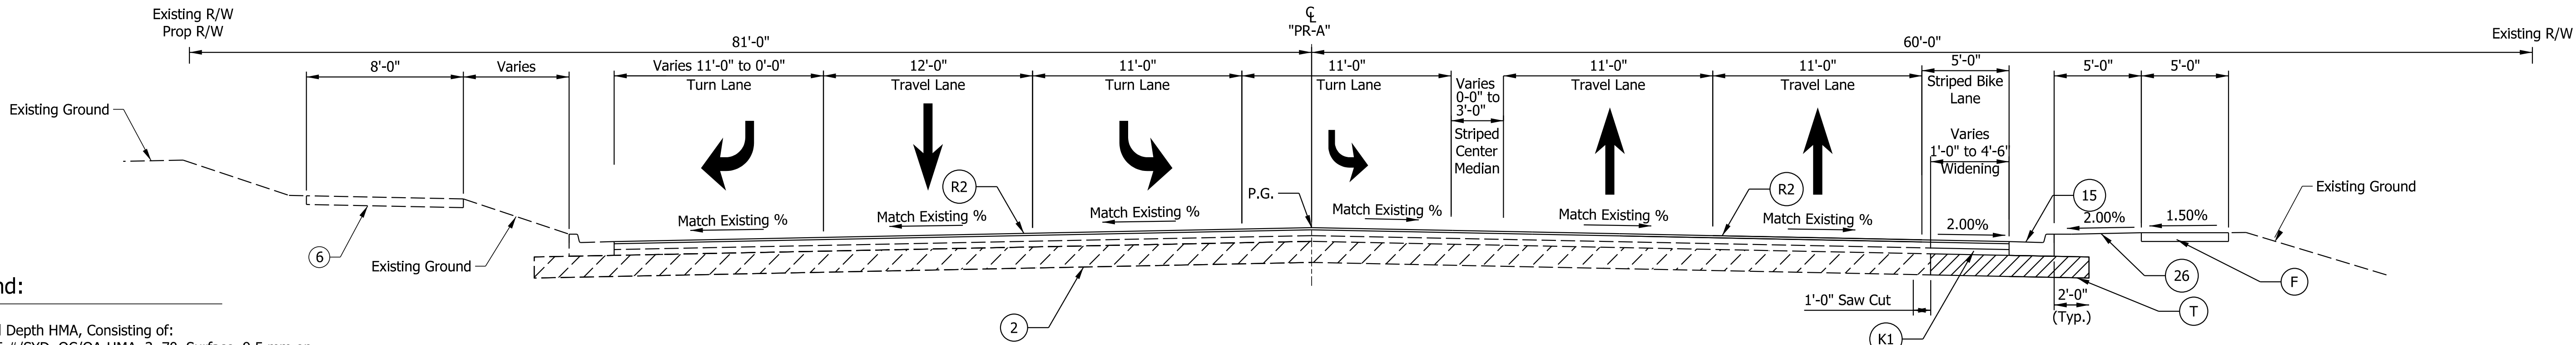 Existing R/W
Prop R/W
℄
"PR-A"
Existing R/W
81'-0"
60'-0"
8'-0"
Varies
Varies 11'-0" to 0'-0"
Turn Lane
12'-0"
Travel Lane
11'-0"
Turn Lane
11'-0"
Turn Lane
Varies
0-0" to
3'-0"
Striped
Center
Median
11'-0"
Travel Lane
11'-0"
Travel Lane
5'-0"
Striped Bike
Lane
Varies
1'-0" to 4'-6"
Widening
5'-0"
5'-0"
Existing Ground
Existing Ground
R2
P.G.
R2
15
Existing Ground
Match Existing %
Match Existing %
Match Existing %
Match Existing %
Match Existing %
Match Existing %
2.00%
2.00%
1.50%
6
2
1'-0" Saw Cut
K1
2'-0"
(Typ.)
T
26
F
nd:
l Depth HMA, Consisting of: